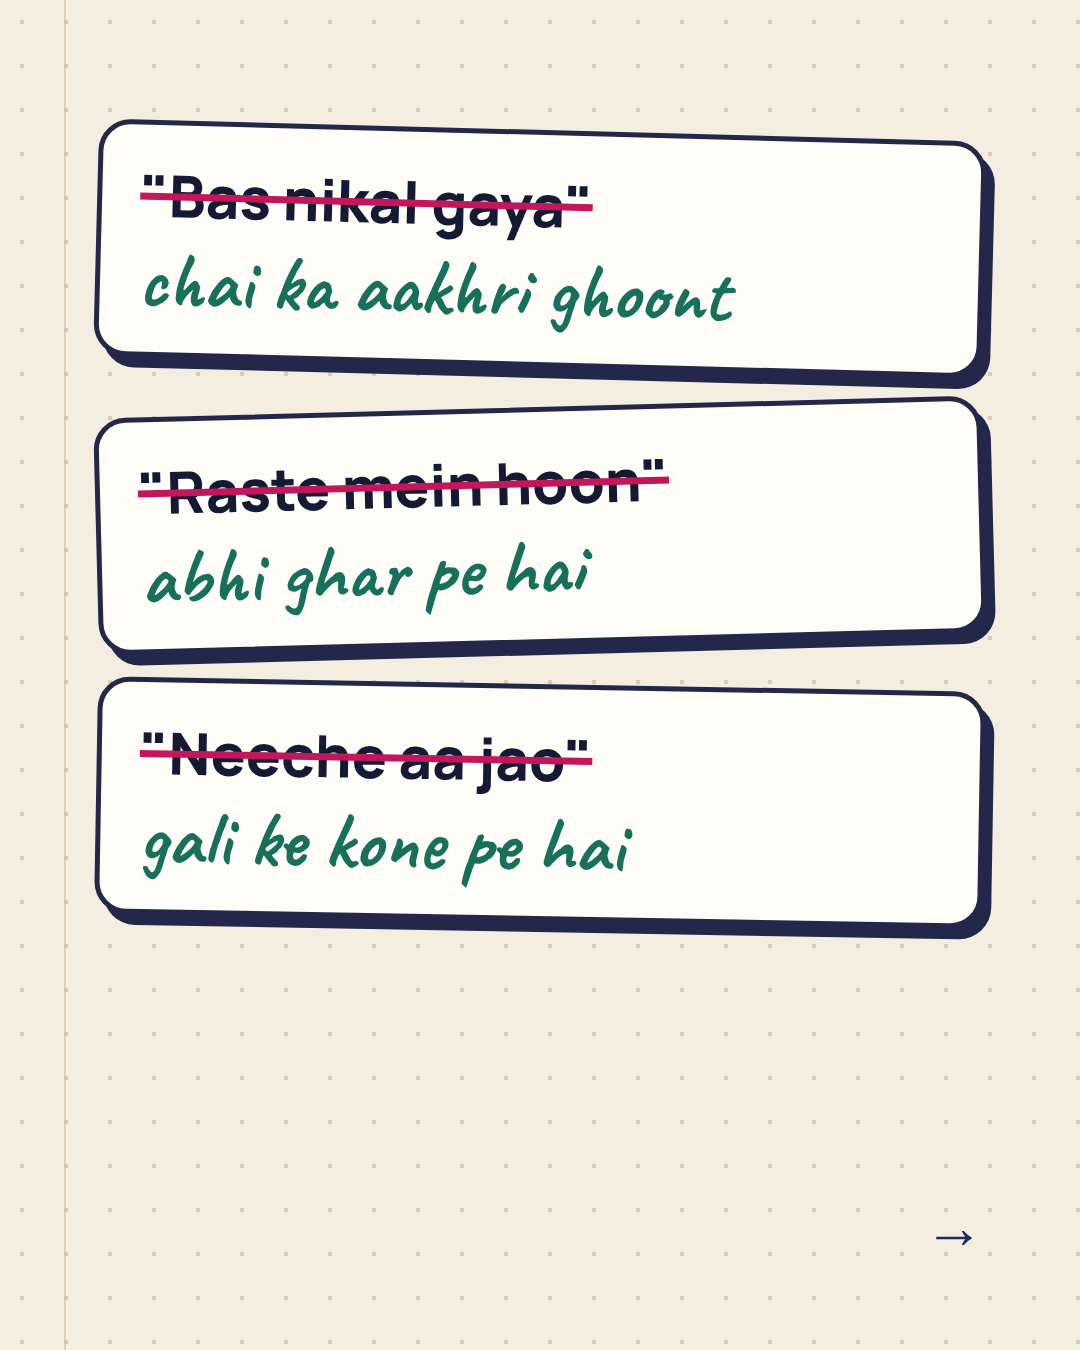 "Bas nikal gaya"
chai ka aakhri ghoont
"Raste mein hoon"
abhi ghar pe hai
"Neeche aa jao"
gali ke kone pe hai
→